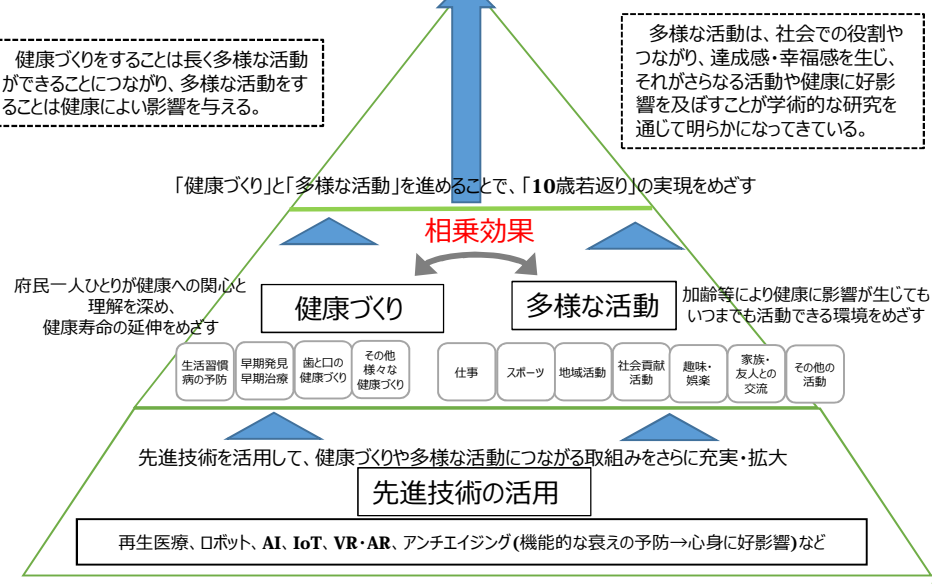 健康づくりをすることは長く多様な活動
ができることにつながり、多様な活動をす
ることは健康によい影響を与える。
多様な活動は、社会での役割や
つながり、達成感・幸福感を生じ、
それがさらなる活動や健康に好影
響を及ぼすことが学術的な研究を
通じて明らかになってきている。
「健康づくり」と「多様な活動」を進めることで、「10歳若返り」の実現をめざす
相乗効果
府民一人ひとりが健康への関心と
理解を深め、
健康寿命の延伸をめざす
健康づくり
多様な活動
加齢等により健康に影響が生じても
いつまでも活動できる環境をめざす
生活習慣
病の予防
早期発見
早期治療
歯と口の
健康づくり
その他
様々な
健康づくり
仕事
スポーツ
地域活動
社会貢献
活動
趣味・
娯楽
家族・
友人との
交流
その他の
活動
先進技術を活用して、健康づくりや多様な活動につながる取組みをさらに充実・拡大
先進技術の活用
再生医療、ロボット、AI、IoT、VR・AR、アンチエイジング(機能的な衰えの予防→心身に好影響)など